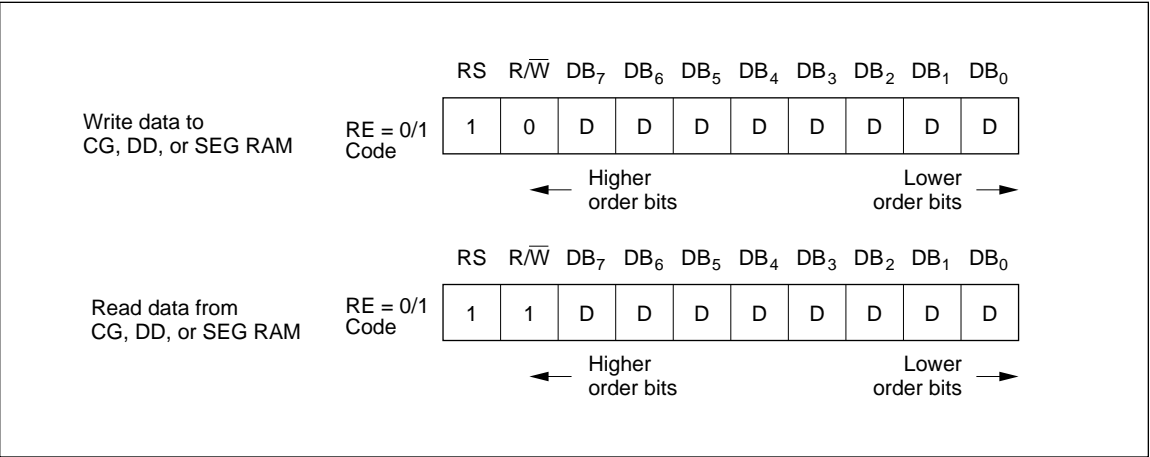 RS R/W̅ DB₇ DB₆ DB₅ DB₄ DB₃ DB₂ DB₁ DB₀
Write data to
CG, DD, or SEG RAM
RE = 0/1
Code
1 0 D D D D D D D D
Higher
order bits
Lower
order bits
RS R/W̅ DB₇ DB₆ DB₅ DB₄ DB₃ DB₂ DB₁ DB₀
Read data from
CG, DD, or SEG RAM
RE = 0/1
Code
1 1 D D D D D D D D
Higher
order bits
Lower
order bits